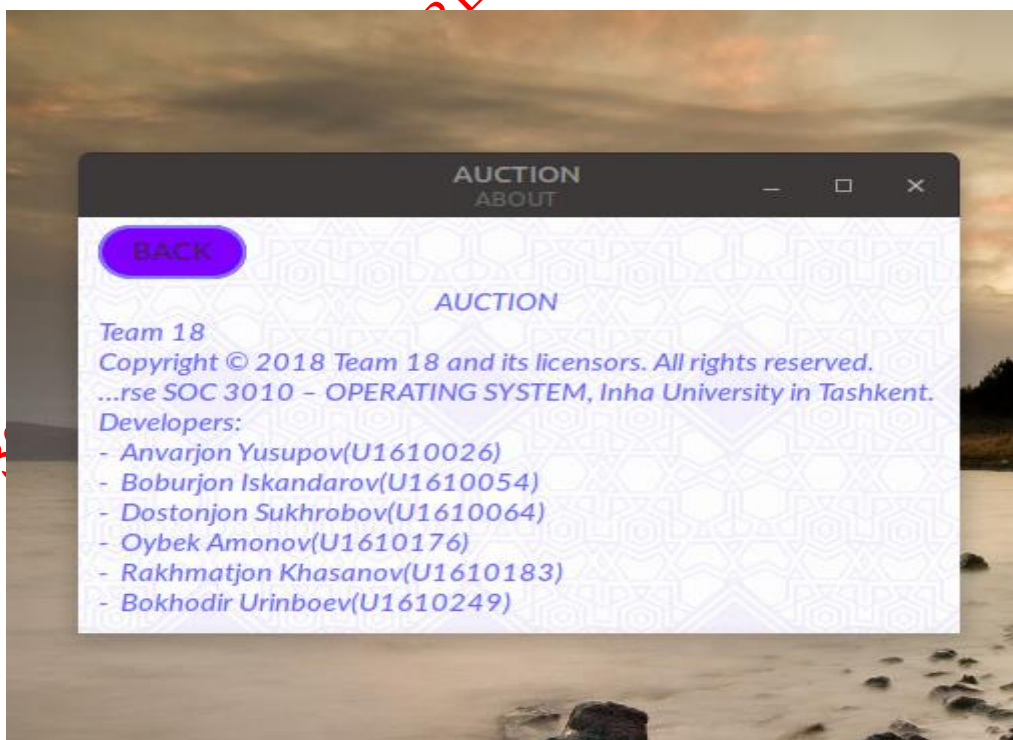 AUCTION
ABOUT
BACK
AUCTION
Team 18
Copyright © 2018 Team 18 and its licensors. All rights reserved.
...rse SOC 3010 – OPERATING SYSTEM, Inha University in Tashkent.
Developers:
- Anvarjon Yusupov(U1610026)
- Boburjon Iskandarov(U1610054)
- Dostonjon Sukhrobov(U1610064)
- Oybek Amonov(U1610176)
- Rakhmatjon Khasanov(U1610183)
- Bokhodir Urinboev(U1610249)